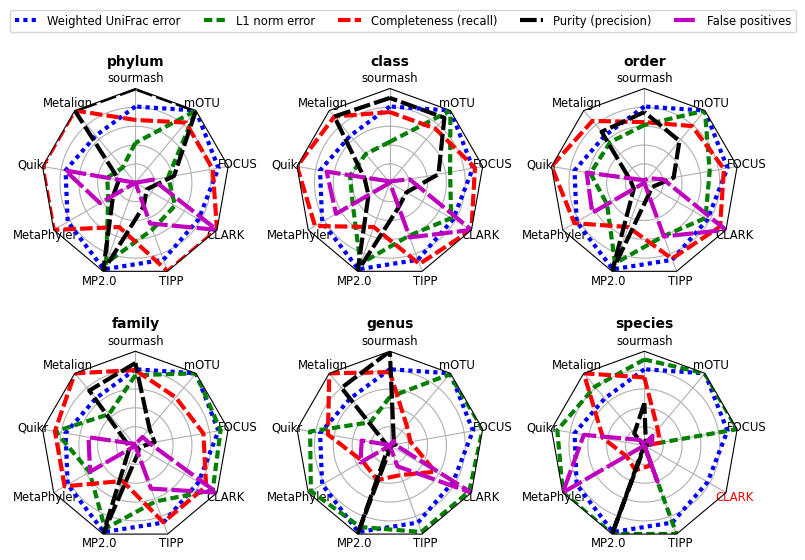 Weighted UniFrac error L1 norm error Completeness (recall) Purity (precision) False positives
phylum class order
sourmash sourmash sourmash
Metalign mOTU Metalign mOTU Metalign mOTU
Quikr FOCUS Quikr FOCUS Quikr FOCUS
MetaPhyler CLARK MetaPhyler CLARK MetaPhyler CLARK
MP2.0 TIPP MP2.0 TIPP MP2.0 TIPP
family genus species
sourmash sourmash sourmash
Metalign mOTU Metalign mOTU Metalign mOTU
Quikr FOCUS Quikr FOCUS Quikr FOCUS
MetaPhyler CLARK MetaPhyler CLARK MetaPhyler CLARK
MP2.0 TIPP MP2.0 TIPP MP2.0 TIPP